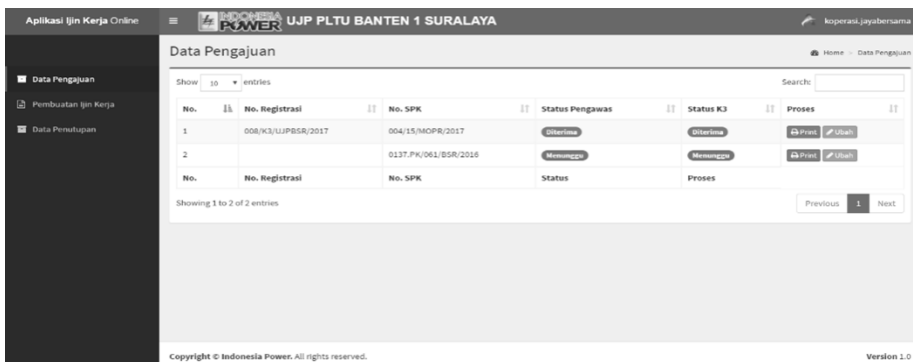 Aplikasi Ijin Kerja Online
INDONESIA POWER UJP PLTU BANTEN 1 SURALAYA
koperasi.jayabersama
Data Pengajuan
Home > Data Pengajuan
Data Pengajuan
Pembuatan Ijin Kerja
Data Penutupan
Show 10 entries
Search:
No. No. Registrasi No. SPK Status Pengawas Status K3 Proses
1 008/K3/UJPBSR/2017 004/15/MOPR/2017 Diterima Diterima Print Ubah
2 0137.PK/061/BSR/2016 Menunggu Menunggu Print Ubah
No. No. Registrasi No. SPK Status Proses
Showing 1 to 2 of 2 entries
Previous 1 Next
Copyright © Indonesia Power. All rights reserved.
Version 1.0